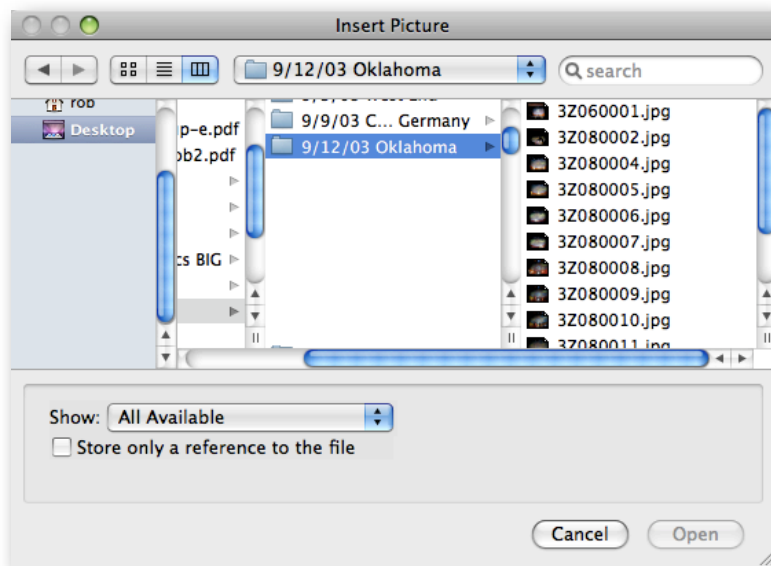 Insert Picture
9/12/03 Oklahoma
search
rob
Desktop
p-e.pdf
ob2.pdf
cs BIG
9/9/03 C... Germany
9/12/03 Oklahoma
3Z060001.jpg
3Z080002.jpg
3Z080004.jpg
3Z080005.jpg
3Z080006.jpg
3Z080007.jpg
3Z080008.jpg
3Z080009.jpg
3Z080010.jpg
3Z080011.jpg
Show: All Available
Store only a reference to the file
Cancel Open